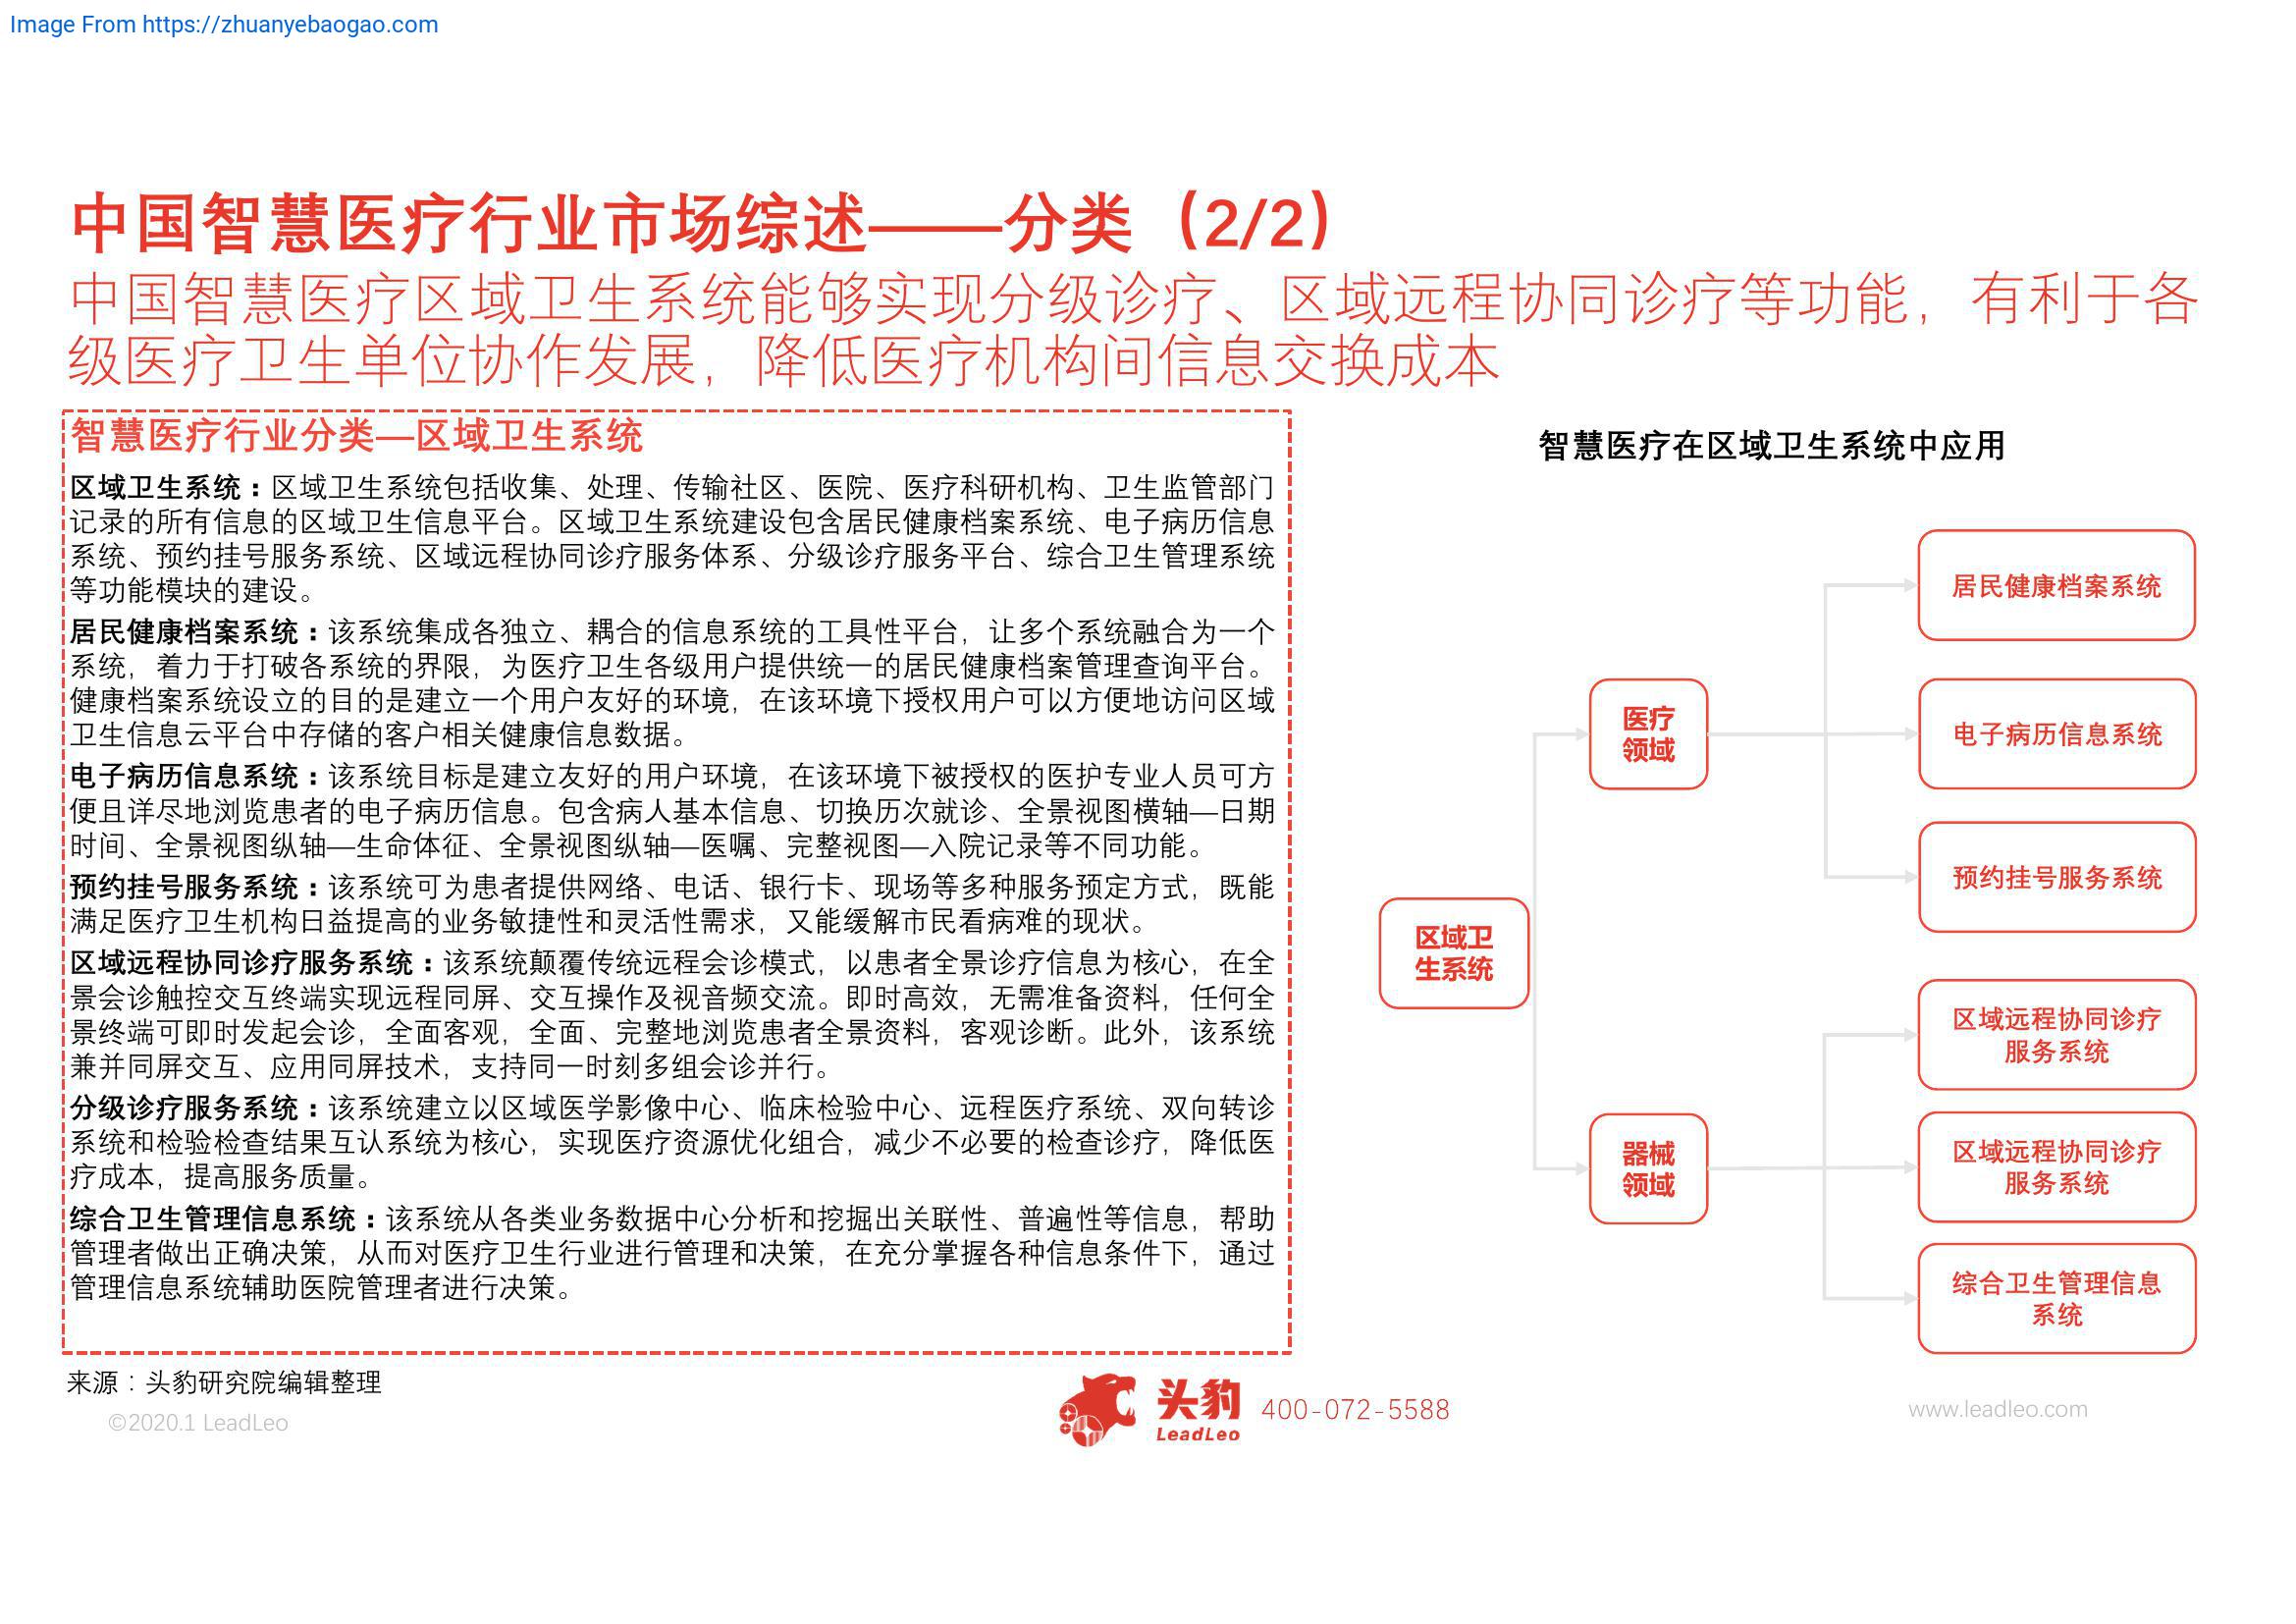 Image From https://zhuanyebaogao.com
中国智慧医疗行业市场综述——分类（2/2）
中国智慧医疗区域卫生系统能够实现分级诊疗、区域远程协同诊疗等功能，有利于各
级医疗卫生单位协作发展，降低医疗机构间信息交换成本
智慧医疗行业分类—区域卫生系统
区域卫生系统：区域卫生系统包括收集、处理、传输社区、医院、医疗科研机构、卫生监管部门
记录的所有信息的区域卫生信息平台。区域卫生系统建设包含居民健康档案系统、电子病历信息
系统、预约挂号服务系统、区域远程协同诊疗服务体系、分级诊疗服务平台、综合卫生管理系统
等功能模块的建设。
居民健康档案系统：该系统集成各独立、耦合的信息系统的工具性平台，让多个系统融合为一个
系统，着力于打破各系统的界限，为医疗卫生各级用户提供统一的居民健康档案管理查询平台。
健康档案系统设立的目的是建立一个用户友好的环境，在该环境下授权用户可以方便地访问区域
卫生信息云平台中存储的客户相关健康信息数据。
电子病历信息系统：该系统目标是建立友好的用户环境，在该环境下被授权的医护专业人员可方
便且详尽地浏览患者的电子病历信息。包含病人基本信息、切换历次就诊、全景视图横轴—日期
时间、全景视图纵轴—生命体征、全景视图纵轴—医嘱、完整视图—入院记录等不同功能。
预约挂号服务系统：该系统可为患者提供网络、电话、银行卡、现场等多种服务预定方式，既能
满足医疗卫生机构日益提高的业务敏捷性和灵活性需求，又能缓解市民看病难的现状。
区域远程协同诊疗服务系统：该系统颠覆传统远程会诊模式，以患者全景诊疗信息为核心，在全
景会诊触控交互终端实现远程同屏、交互操作及视音频交流。即时高效，无需准备资料，任何全
景终端可即时发起会诊，全面客观，全面、完整地浏览患者全景资料，客观诊断。此外，该系统
兼并同屏交互、应用同屏技术，支持同一时刻多组会诊并行。
分级诊疗服务系统：该系统建立以区域医学影像中心、临床检验中心、远程医疗系统、双向转诊
系统和检验检查结果互认系统为核心，实现医疗资源优化组合，减少不必要的检查诊疗，降低医
疗成本，提高服务质量。
综合卫生管理信息系统：该系统从各类业务数据中心分析和挖掘出关联性、普遍性等信息，帮助
管理者做出正确决策，从而对医疗卫生行业进行管理和决策，在充分掌握各种信息条件下，通过
管理信息系统辅助医院管理者进行决策。
智慧医疗在区域卫生系统中应用
区域卫
生系统
医疗
领域
居民健康档案系统
电子病历信息系统
预约挂号服务系统
器械
领域
区域远程协同诊疗
服务系统
区域远程协同诊疗
服务系统
综合卫生管理信息
系统
来源：头豹研究院编辑整理
©2020.1 LeadLeo
头豹
LeadLeo
400-072-5588
www.leadleo.com